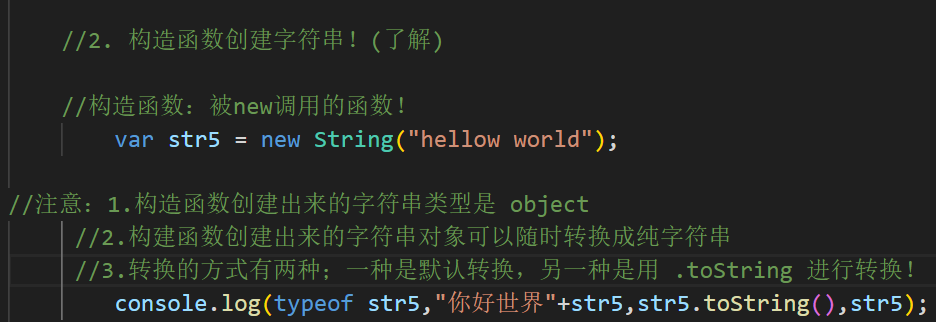 //2. 构造函数创建字符串！(了解)
//构造函数：被new调用的函数！
var str5 = new String("hellow world");
//注意：1.构造函数创建出来的字符串类型是 object
//2.构建函数创建出来的字符串对象可以随时转换成纯字符串
//3.转换的方式有两种；一种是默认转换，另一种是用 .toString 进行转换！
console.log(typeof str5,"你好世界"+str5,str5.toString(),str5);